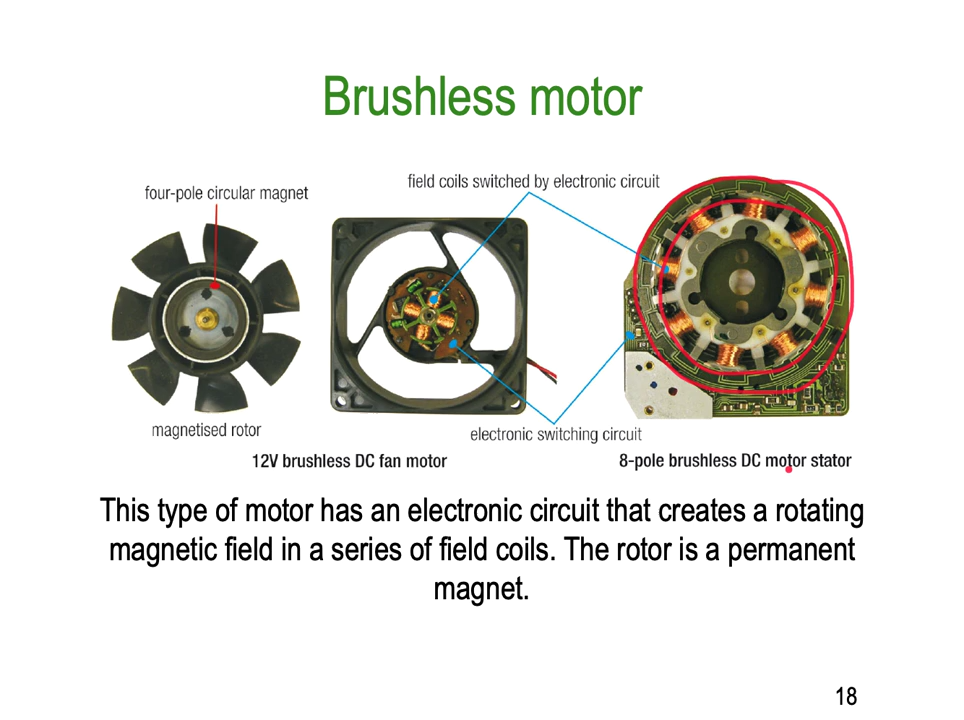 Brushless motor
four-pole circular magnet
field coils switched by electronic circuit
magnetised rotor
electronic switching circuit
12V brushless DC fan motor
8-pole brushless DC motor stator
This type of motor has an electronic circuit that creates a rotating
magnetic field in a series of field coils. The rotor is a permanent
magnet.
18